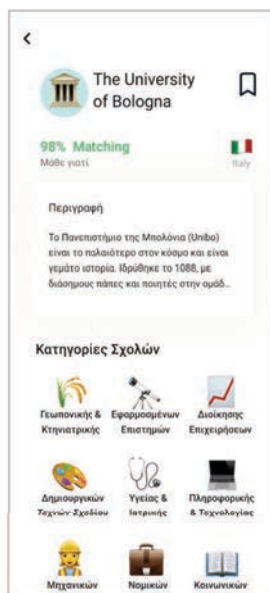 The University
of Bologna
98% Matching
Μάθε γιατί
Italy
Περιγραφή
Το Πανεπιστήμιο της Μπολόνια (Unibo)
είναι το παλαιότερο στον κόσμο και είναι
γεμάτο ιστορία. Ιδρύθηκε το 1088, με
διάσημους πάπες και ποιητές στην ομάδ...
Κατηγορίες Σχολών
Γεωπονικής &
Κτηνιατρικής
Εφαρμοσμένων
Επιστημών
Διοίκησης
Επιχειρήσεων
Δημιουργικών
Τεχνών Σχεδίου
Υγείας &
Ιατρικής
Πληροφορικής
& Τεχνολογίας
Μηχανικών
Νομικών
Κοινωνικών